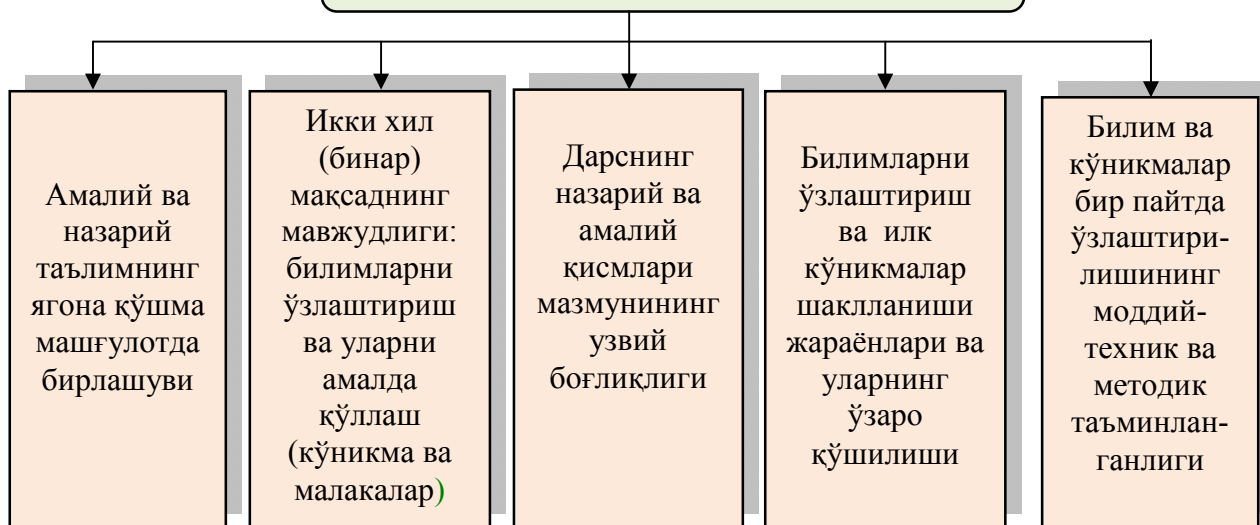 Амалий ва
назарий
таълимнинг
ягона қўшма
машғулотда
бирлашуви
Икки хил
(бинар)
мақсаднинг
мавжудлиги:
билимларни
ўзлаштириш
ва уларни
амалда
қўллаш
(кўникма ва
малакалар)
Дарснинг
назарий ва
амалий
қисмлари
мазмунининг
узвий
боғлиқлиги
Билимларни
ўзлаштириш
ва илк
кўникмалар
шаклланиши
жараёнлари ва
уларнинг
ўзаро
қўшилиши
Билим ва
кўникмалар
бир пайтда
ўзлаштири-
лишининг
моддий-
техник ва
методик
таъминлан-
ганлиги